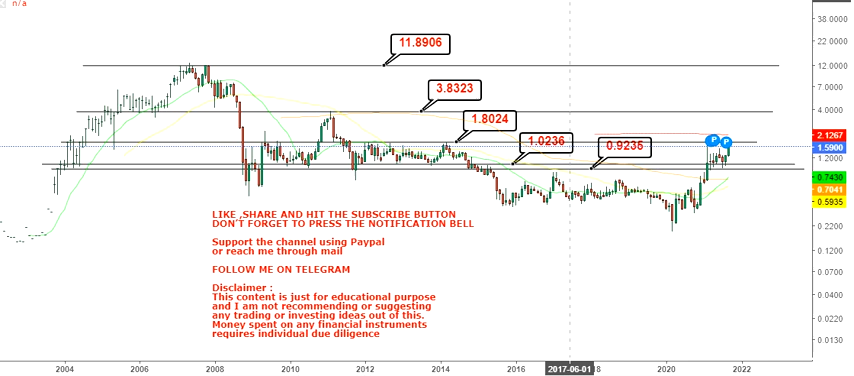 n/a
38.0000
22.0000
11.8906
12.0000
7.0000
3.8323
4.0000
1.8024
2.1267
1.0236
P P
0.9235
1.5900
1.2000
0.7430
0.7041
0.5935
LIKE ,SHARE AND HIT THE SUBSCRIBE BUTTON
DON'T FORGET TO PRESS THE NOTIFICATION BELL
0.2200
Support the channel using Paypal
or reach me through mail
0.1200
FOLLOW ME ON TELEGRAM
0.0700
Disclaimer :
This content is just for educational purpose
0.0400
and I am not recommending or suggesting
any trading or investing ideas out of this.
0.0220
Money spent on any financial instruments
requires individual due diligence
0.0130
2004 2006 2008 2010 2012 2014 2016 2017-06-01 8 2020 2022